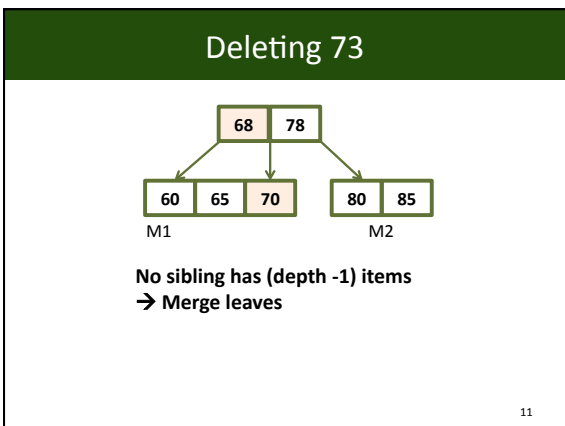 Deleting 73
68 78
60 65 70 80 85
M1 M2
No sibling has (depth -1) items
→ Merge leaves
11